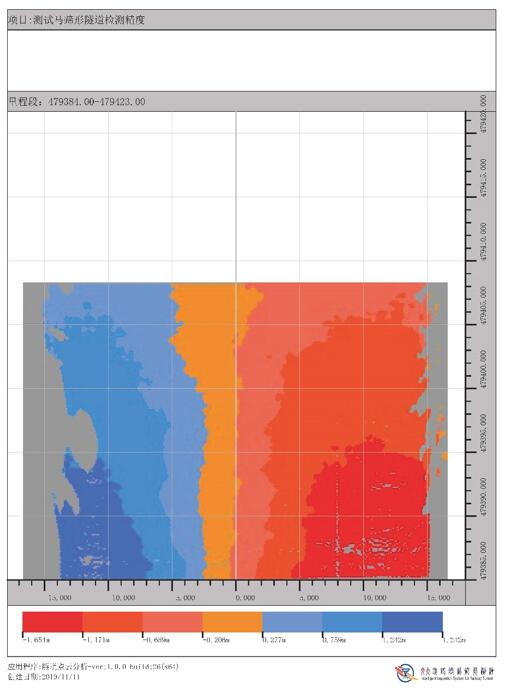 项目:测试马蹄形隧道检测精度
里程段: 479384.00-479423.00
479420.000
479415.000
479410.000
479405.000
479400.000
479395.000
479390.000
479385.000
15.000 10.000 5.000 0.000 5.000 10.000 15.000
-1.654m -1.171m -0.689m -0.206m 0.277m 0.759m 1.242m 1.242m
应用程序:隧道点云分析-ver:1.0.0 build:26(x64)
创建日期:2019/11/11